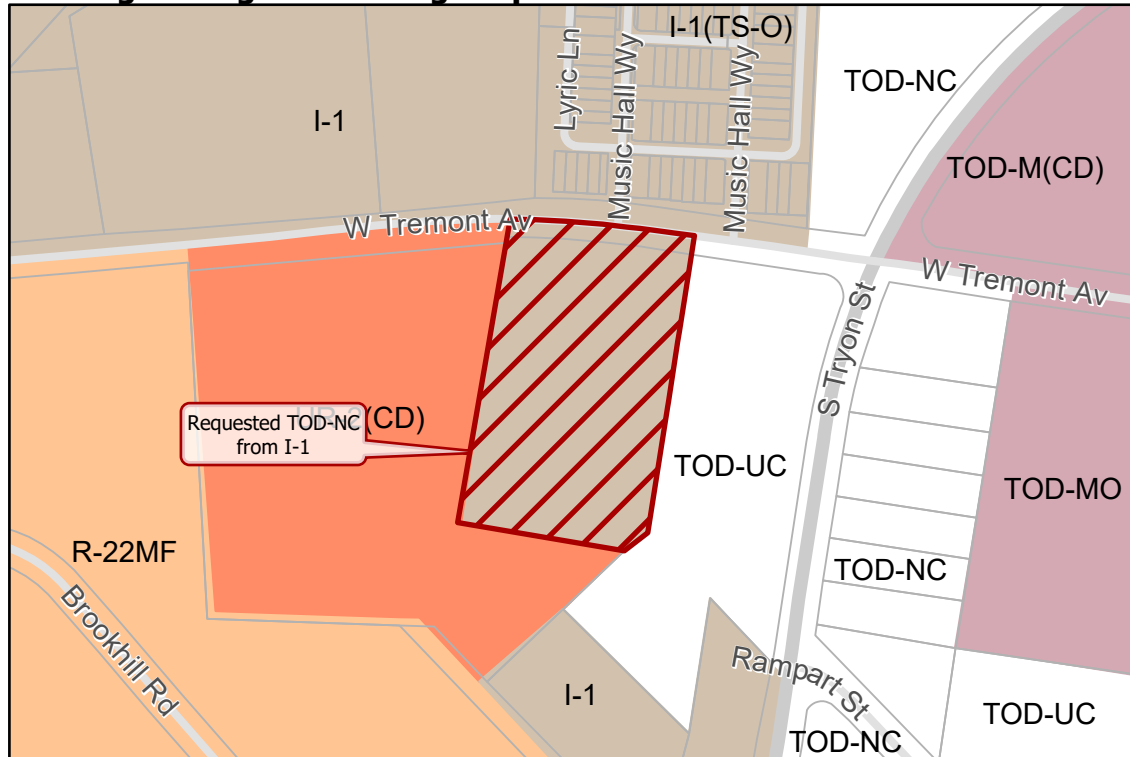 I-1(TS-O)
Lyric Ln
Music Hall Wy
Music Hall Wy
TOD-NC
I-1
TOD-M(CD)
W Tremont Av
W Tremont Av
S Tryon St
UR-2(CD)
Requested TOD-NC
from I-1
TOD-UC
TOD-MO
R-22MF
TOD-NC
Brookhill Rd
Rampart St
I-1
TOD-UC
TOD-NC